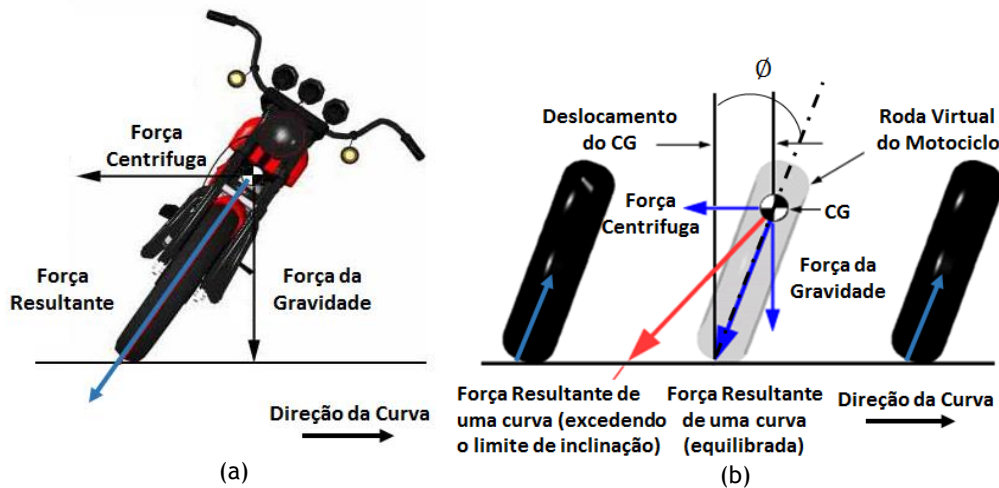 Força
Centrifuga
Força
Resultante
Força da
Gravidade
Direção da Curva
(a)
Ø
Deslocamento
do CG
Roda Virtual
do Motociclo
Força
Centrifuga
CG
Força da
Gravidade
Força Resultante de
uma curva (excedendo
o limite de inclinação)
Força Resultante
de uma curva
(equilibrada)
Direção da Curva
(b)